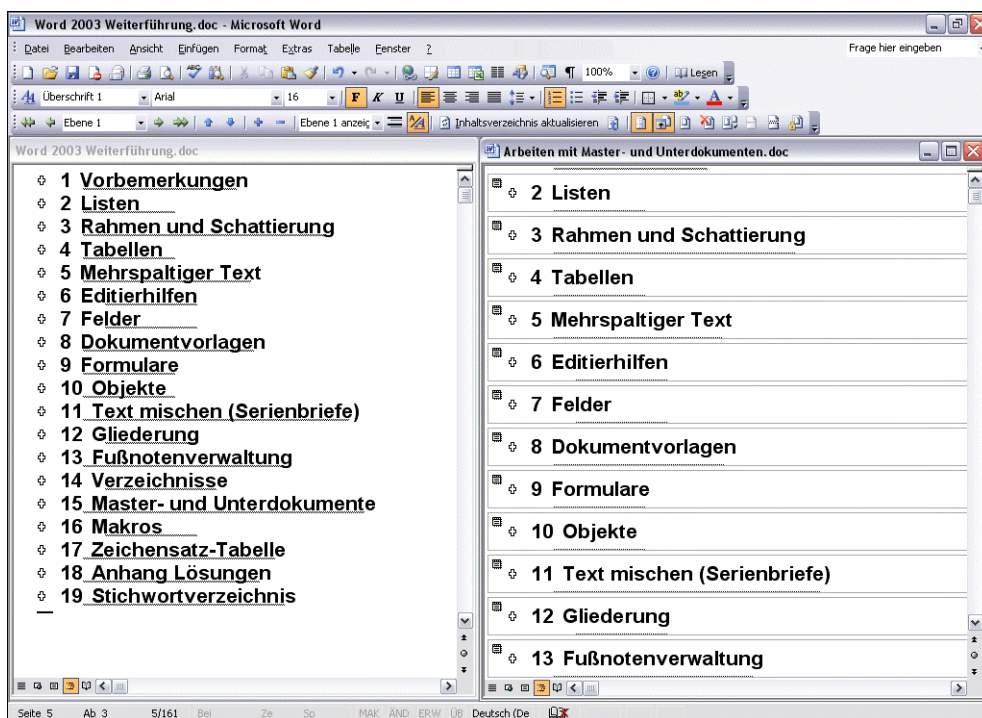 Word 2003 Weiterführung.doc - Microsoft Word
Datei Bearbeiten Ansicht Einfügen Format Extras Tabelle Fenster ?
Frage hier eingeben
100% Lesen
Überschrift 1 Arial 16 F K U
Ebene 1 Ebene 1 anzeig Inhaltsverzeichnis aktualisieren
Word 2003 Weiterführung.doc
1 Vorbemerkungen
2 Listen
3 Rahmen und Schattierung
4 Tabellen
5 Mehrspaltiger Text
6 Editierhilfen
7 Felder
8 Dokumentvorlagen
9 Formulare
10 Objekte
11 Text mischen (Serienbriefe)
12 Gliederung
13 Fußnotenverwaltung
14 Verzeichnisse
15 Master- und Unterdokumente
16 Makros
17 Zeichensatz-Tabelle
18 Anhang Lösungen
19 Stichwortverzeichnis
Arbeiten mit Master- und Unterdokumenten.doc
2 Listen
3 Rahmen und Schattierung
4 Tabellen
5 Mehrspaltiger Text
6 Editierhilfen
7 Felder
8 Dokumentvorlagen
9 Formulare
10 Objekte
11 Text mischen (Serienbriefe)
12 Gliederung
13 Fußnotenverwaltung
Seite 5 Ab 3 5/161 Bei Ze Sp MAK ÄND ERW ÜB Deutsch (De